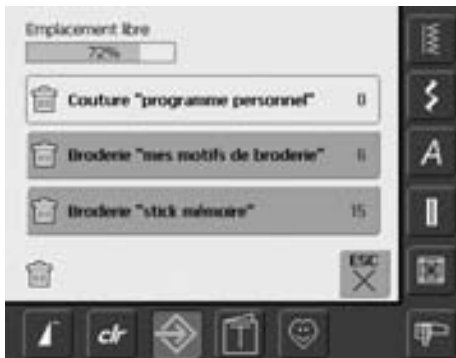 Emplacement libre
72%
Couture "programme personnel" 0
Broderie "mes motifs de broderie" 6
Broderie "stick mémoire" 15
ESC
A
clr